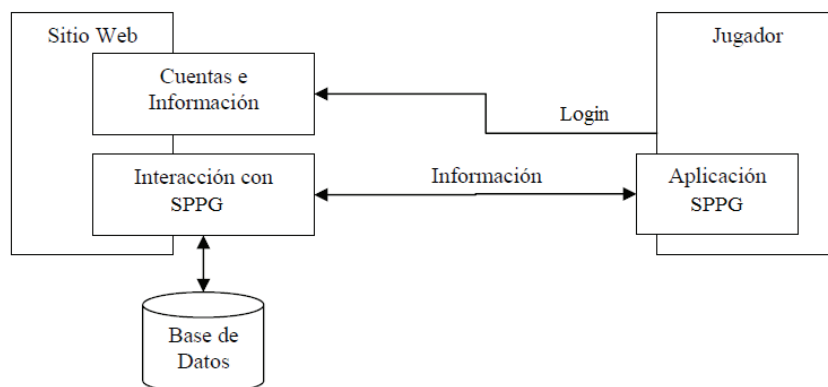 Sitio Web
Jugador
Cuentas e
Información
Login
Interacción con
SPPG
Información
Aplicación
SPPG
Base de
Datos